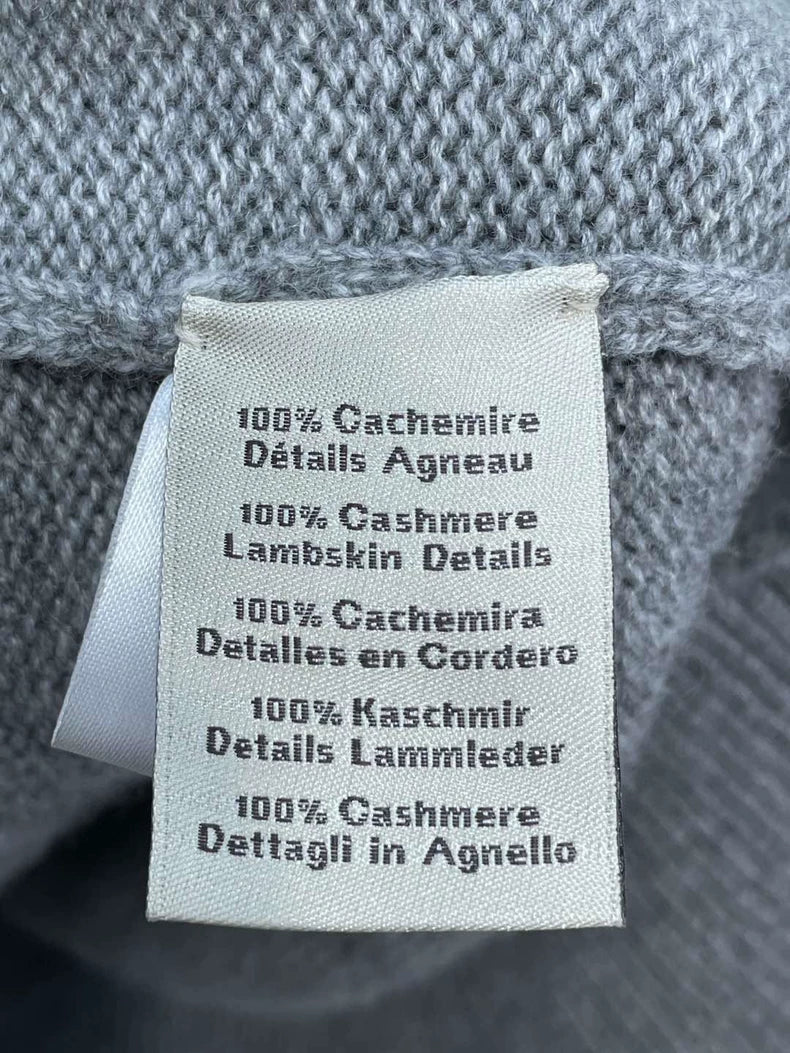 100% Cachemire
Détails Agneau
100% Cashmere
Lambskin Details
100% Cachemira
Detalles en Cordero
100% Kaschmir
Details Lammleder
100% Cashmere
Dettagli in Agnello